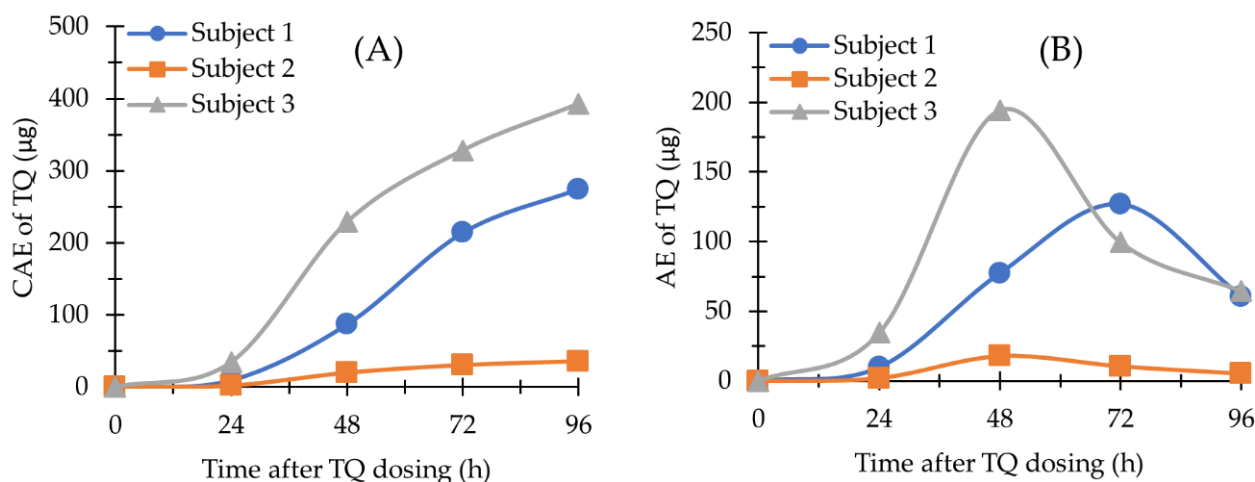 (A)
Subject 1
Subject 2
Subject 3
CAE of TQ (µg)
500
400
300
200
100
0
0 24 48 72 96
Time after TQ dosing (h)
(B)
Subject 1
Subject 2
Subject 3
AE of TQ (µg)
250
200
150
100
50
0
0 24 48 72 96
Time after TQ dosing (h)